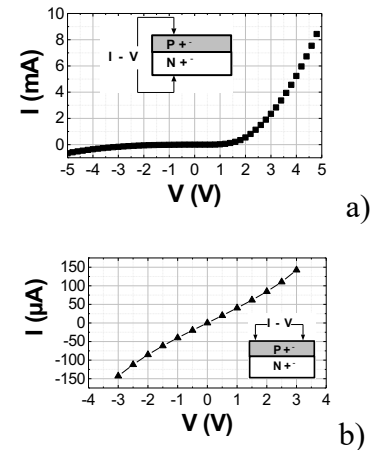 10
8
6
4
2
0
-5 -4 -3 -2 -1 0 1 2 3 4 5
I (mA)
V (V)
I - V
P +-
N +-
a)
150
100
50
0
-50
-100
-150
-4 -3 -2 -1 0 1 2 3 4
I (µA)
V (V)
I - V
P +-
N +-
b)